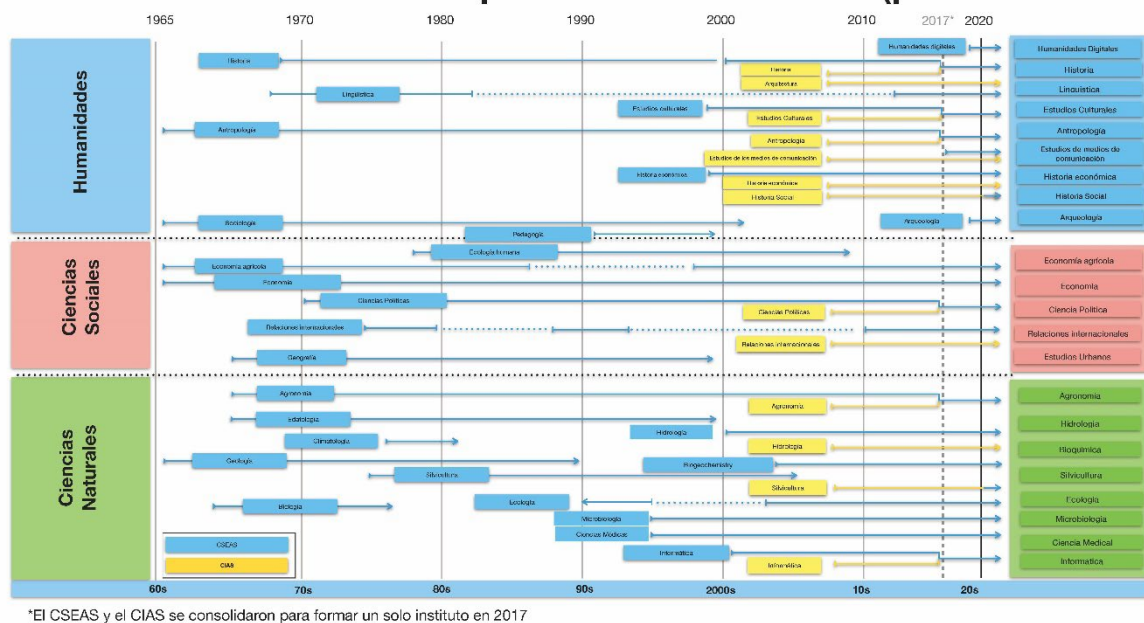 1965 1970 1980 1990 2000 2010 2017* 2020
Humanidades
Humanidades digitales
Historia
Historia
Arquitectura
Lingüística
Estudios culturales
Estudios Culturales
Antropología
Antropología
Estudios de los medios de comunicación
Historia económica
Historia económica
Historia Social
Sociología
Arqueología
Pedagogía
Humanidades Digitales
Historia
Linguistica
Estudios Culturales
Antropología
Estudios de medios de
comunicación
Historia económica
Historia Social
Arqueología
Ciencias
Sociales
Ecología humana
Economía agrícola
Economía
Ciencias Políticas
Ciencias Políticas
Relaciones internacionales
Relaciones internacionales
Geografía
Economía agrícola
Economía
Ciencia Política
Relaciones internacionales
Estudios Urbanos
Ciencias
Naturales
Agronomía
Agronomía
Edafología
Hidrología
Climatología
Hidrología
Geología
Silvicultura
Silvicultura
Ecología
Biología
Microbiología
Ciencias Médicas
Informática
Informática
Agronomía
Hidrologia
Bioquímica
Silvicultura
Ecología
Microbiología
Ciencia Medical
Informática
CSEAS
CIAS
60s 70s 80s 90s 2000s 10s 20s
*El CSEAS y el CIAS se consolidaron para formar un solo instituto en 2017